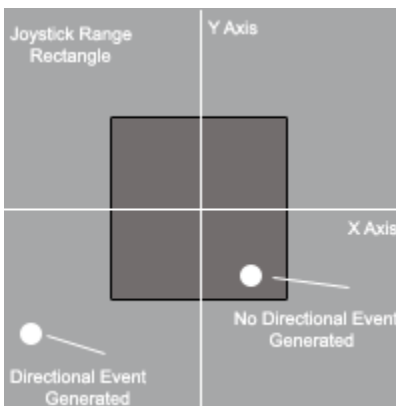 Joystick Range
Rectangle
Y Axis
X Axis
No Directional Event
Generated
Directional Event
Generated